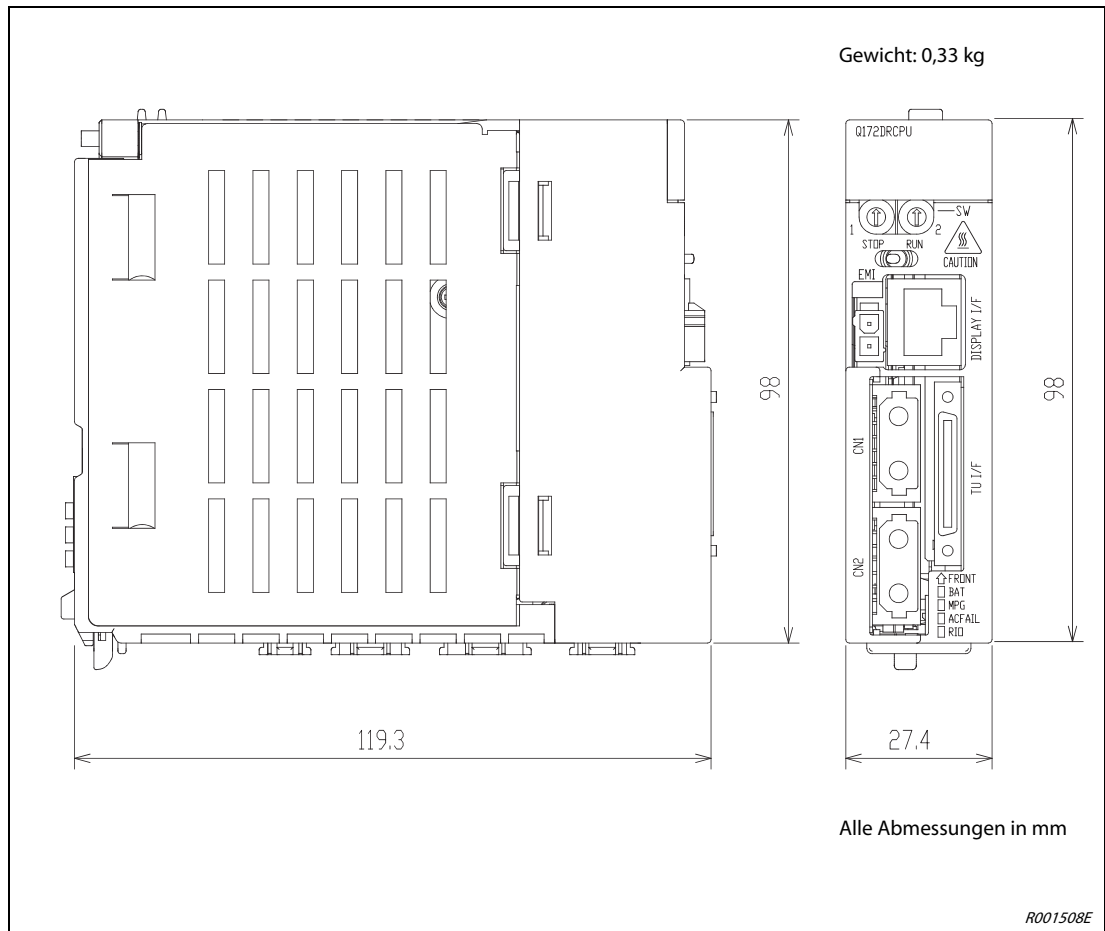 Gewicht: 0,33 kg
Q172DRCPU
SW
1
2
STOP
RUN
CAUTION
EMI
DISPLAY I/F
98
98
CN1
TU I/F
CN2
FRONT
BAT
MPG
ACFAIL
RIO
119.3
27.4
Alle Abmessungen in mm
R001508E